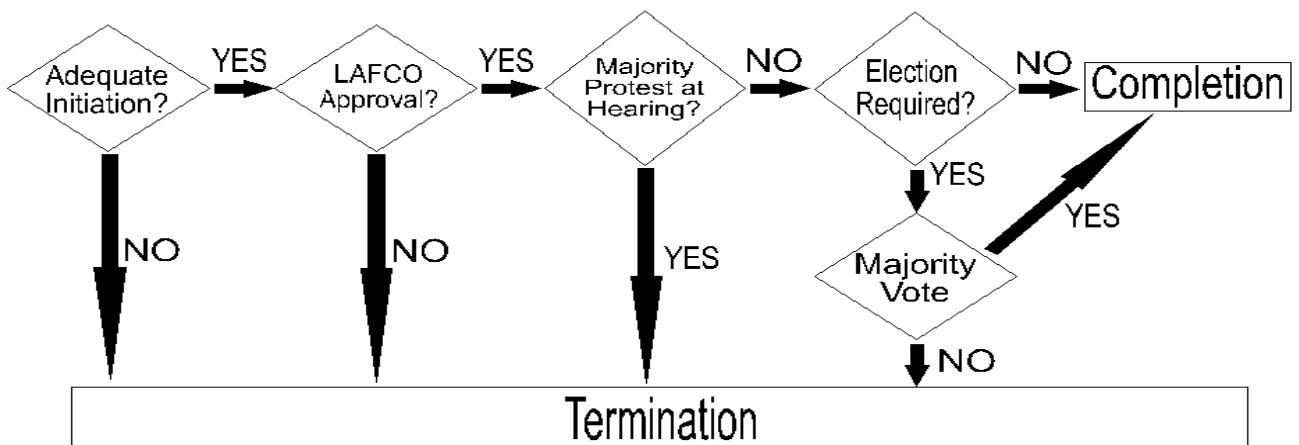 Adequate
Initiation?
YES
NO
LAFCO
Approval?
YES
NO
Majority
Protest at
Hearing?
NO
YES
Election
Required?
NO
YES
Completion
Majority
Vote
YES
NO
Termination